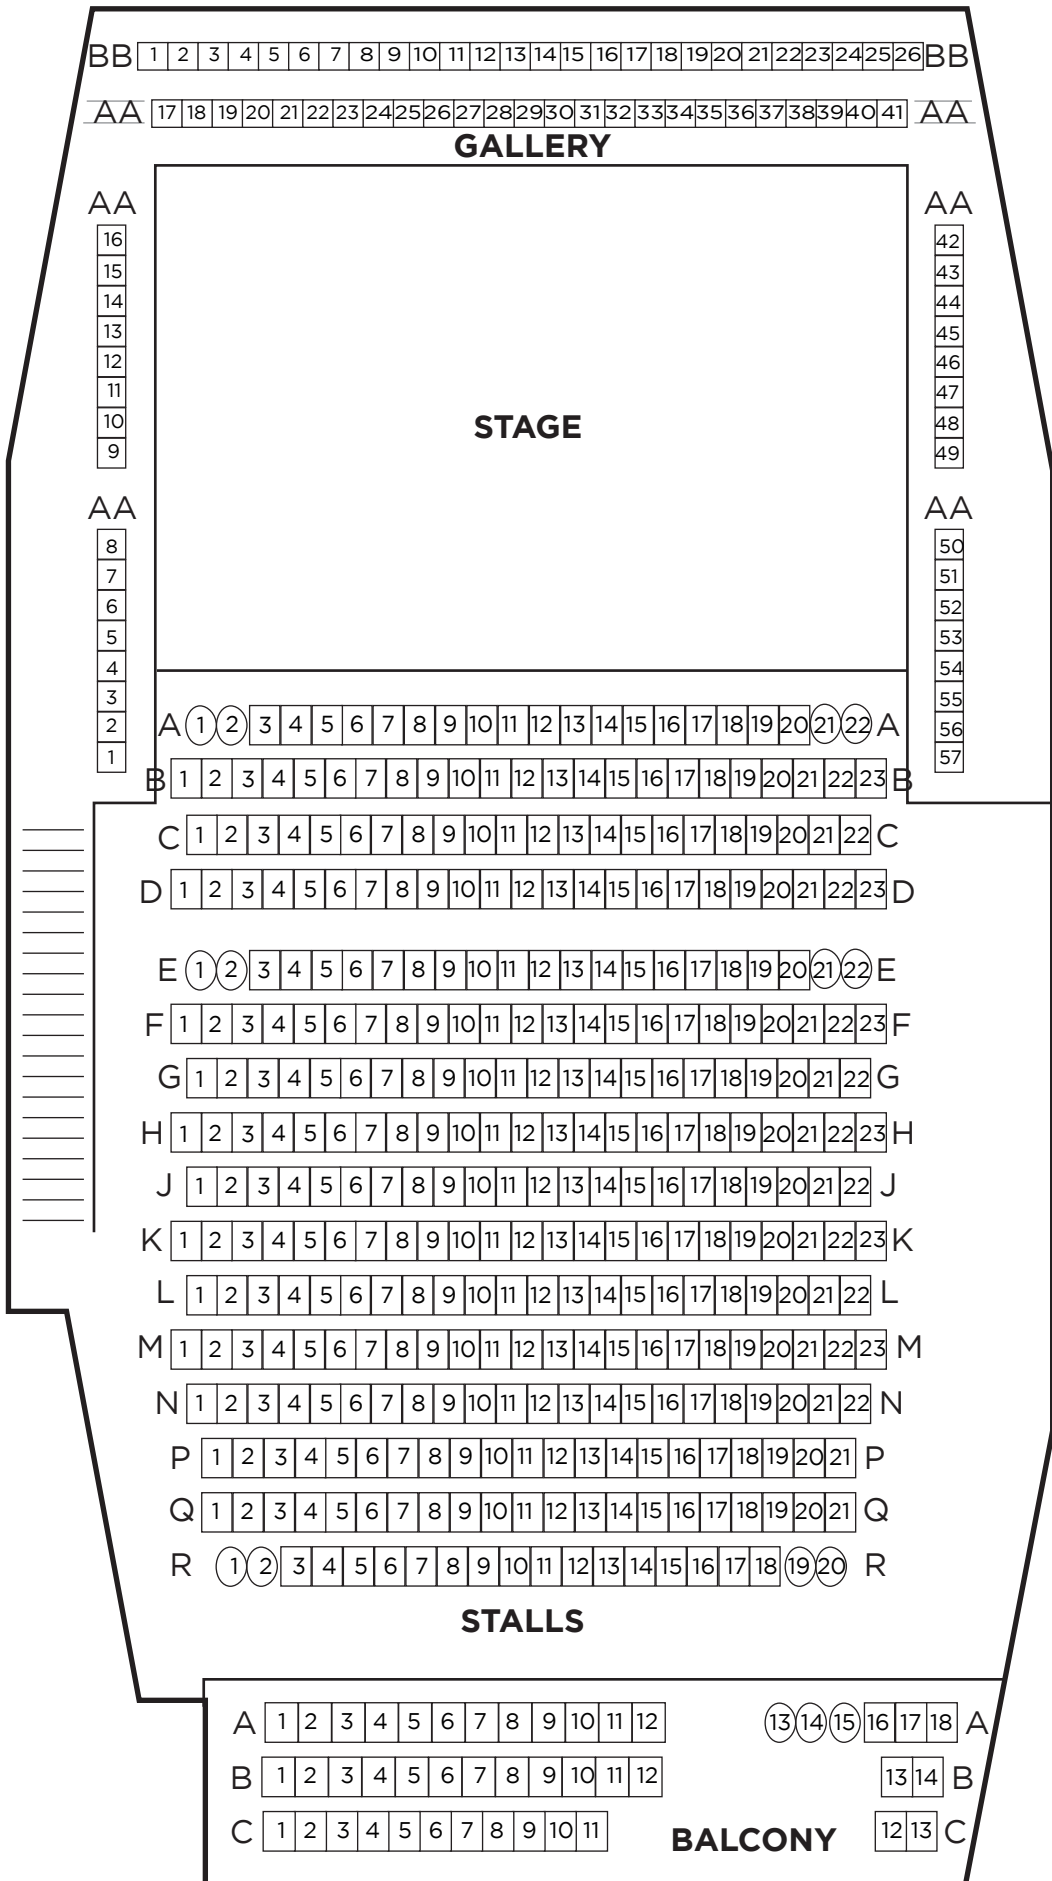 BB 1 2 3 4 5 6 7 8 9 10 11 12 13 14 15 16 17 18 19 20 21 22 23 24 25 26 BB
AA 17 18 19 20 21 22 23 24 25 26 27 28 29 30 31 32 33 34 35 36 37 38 39 40 41 AA
GALLERY
AA
16
15
14
13
12
11
10
9
AA
8
7
6
5
4
3
2
1
STAGE
AA
42
43
44
45
46
47
48
49
AA
50
51
52
53
54
55
56
57
A 1 2 3 4 5 6 7 8 9 10 11 12 13 14 15 16 17 18 19 20 21 22 A
B 1 2 3 4 5 6 7 8 9 10 11 12 13 14 15 16 17 18 19 20 21 22 23 B
C 1 2 3 4 5 6 7 8 9 10 11 12 13 14 15 16 17 18 19 20 21 22 C
D 1 2 3 4 5 6 7 8 9 10 11 12 13 14 15 16 17 18 19 20 21 22 23 D
E 1 2 3 4 5 6 7 8 9 10 11 12 13 14 15 16 17 18 19 20 21 22 E
F 1 2 3 4 5 6 7 8 9 10 11 12 13 14 15 16 17 18 19 20 21 22 23 F
G 1 2 3 4 5 6 7 8 9 10 11 12 13 14 15 16 17 18 19 20 21 22 G
H 1 2 3 4 5 6 7 8 9 10 11 12 13 14 15 16 17 18 19 20 21 22 23 H
J 1 2 3 4 5 6 7 8 9 10 11 12 13 14 15 16 17 18 19 20 21 22 J
K 1 2 3 4 5 6 7 8 9 10 11 12 13 14 15 16 17 18 19 20 21 22 23 K
L 1 2 3 4 5 6 7 8 9 10 11 12 13 14 15 16 17 18 19 20 21 22 L
M 1 2 3 4 5 6 7 8 9 10 11 12 13 14 15 16 17 18 19 20 21 22 23 M
N 1 2 3 4 5 6 7 8 9 10 11 12 13 14 15 16 17 18 19 20 21 22 N
P 1 2 3 4 5 6 7 8 9 10 11 12 13 14 15 16 17 18 19 20 21 P
Q 1 2 3 4 5 6 7 8 9 10 11 12 13 14 15 16 17 18 19 20 21 Q
R 1 2 3 4 5 6 7 8 9 10 11 12 13 14 15 16 17 18 19 20 R
STALLS
A 1 2 3 4 5 6 7 8 9 10 11 12 13 14 15 16 17 18 A
B 1 2 3 4 5 6 7 8 9 10 11 12 13 14 B
C 1 2 3 4 5 6 7 8 9 10 11 BALCONY 12 13 C